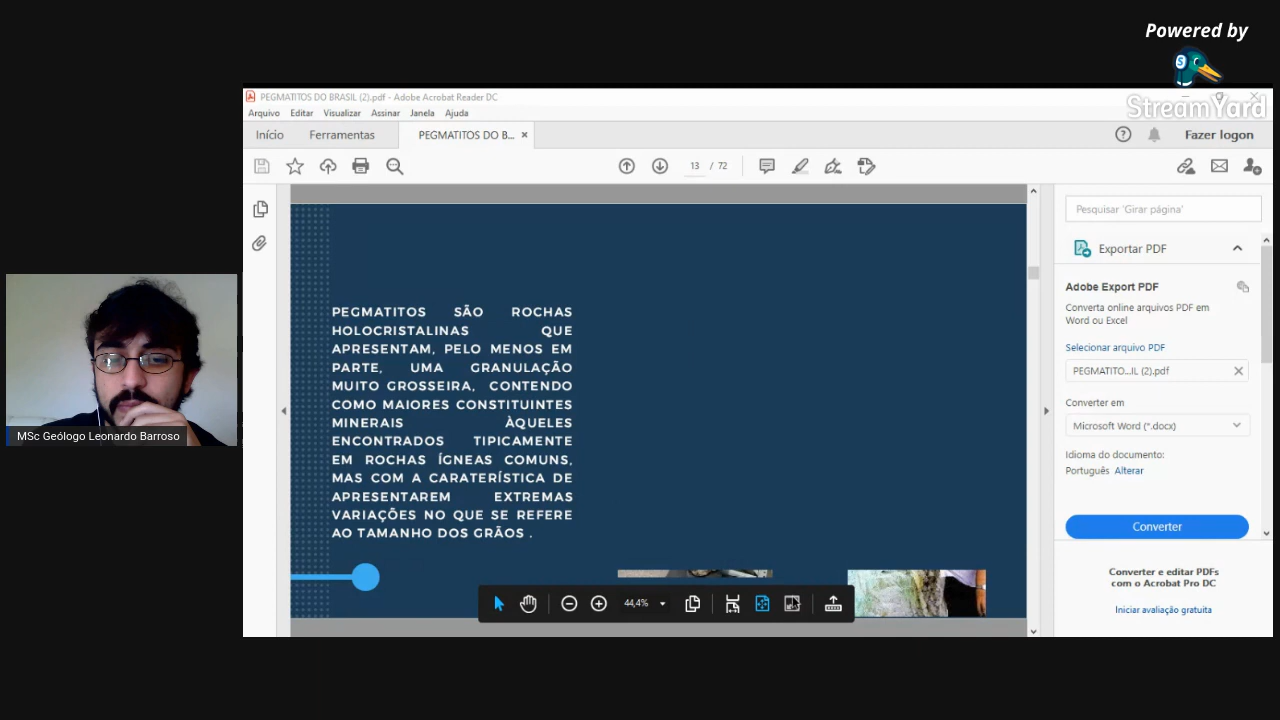 Powered by
StreamYard
PEGMATITOS DO BRASIL (2).pdf - Adobe Acrobat Reader DC
Arquivo Editar Visualizar Assinar Janela Ajuda
Início Ferramentas PEGMATITOS DO B... × Fazer logon
13 / 72
Pesquisar 'Girar página'
Exportar PDF
Adobe Export PDF
Converta online arquivos PDF em
Word ou Excel
Selecionar arquivo PDF
PEGMATITO...IL (2).pdf
Converter em
Microsoft Word (*.docx)
Idioma do documento:
Português Alterar
Converter
Converter e editar PDFs
com o Acrobat Pro DC
Iniciar avaliação gratuita
PEGMATITOS SÃO ROCHAS
HOLOCRISTALINAS QUE
APRESENTAM, PELO MENOS EM
PARTE, UMA GRANULAÇÃO
MUITO GROSSEIRA, CONTENDO
COMO MAIORES CONSTITUINTES
MINERAIS ÀQUELES
ENCONTRADOS TIPICAMENTE
EM ROCHAS ÍGNEAS COMUNS,
MAS COM A CARATERÍSTICA DE
APRESENTAREM EXTREMAS
VARIAÇÕES NO QUE SE REFERE
AO TAMANHO DOS GRÃOS .
44,4%
MSc Geólogo Leonardo Barroso